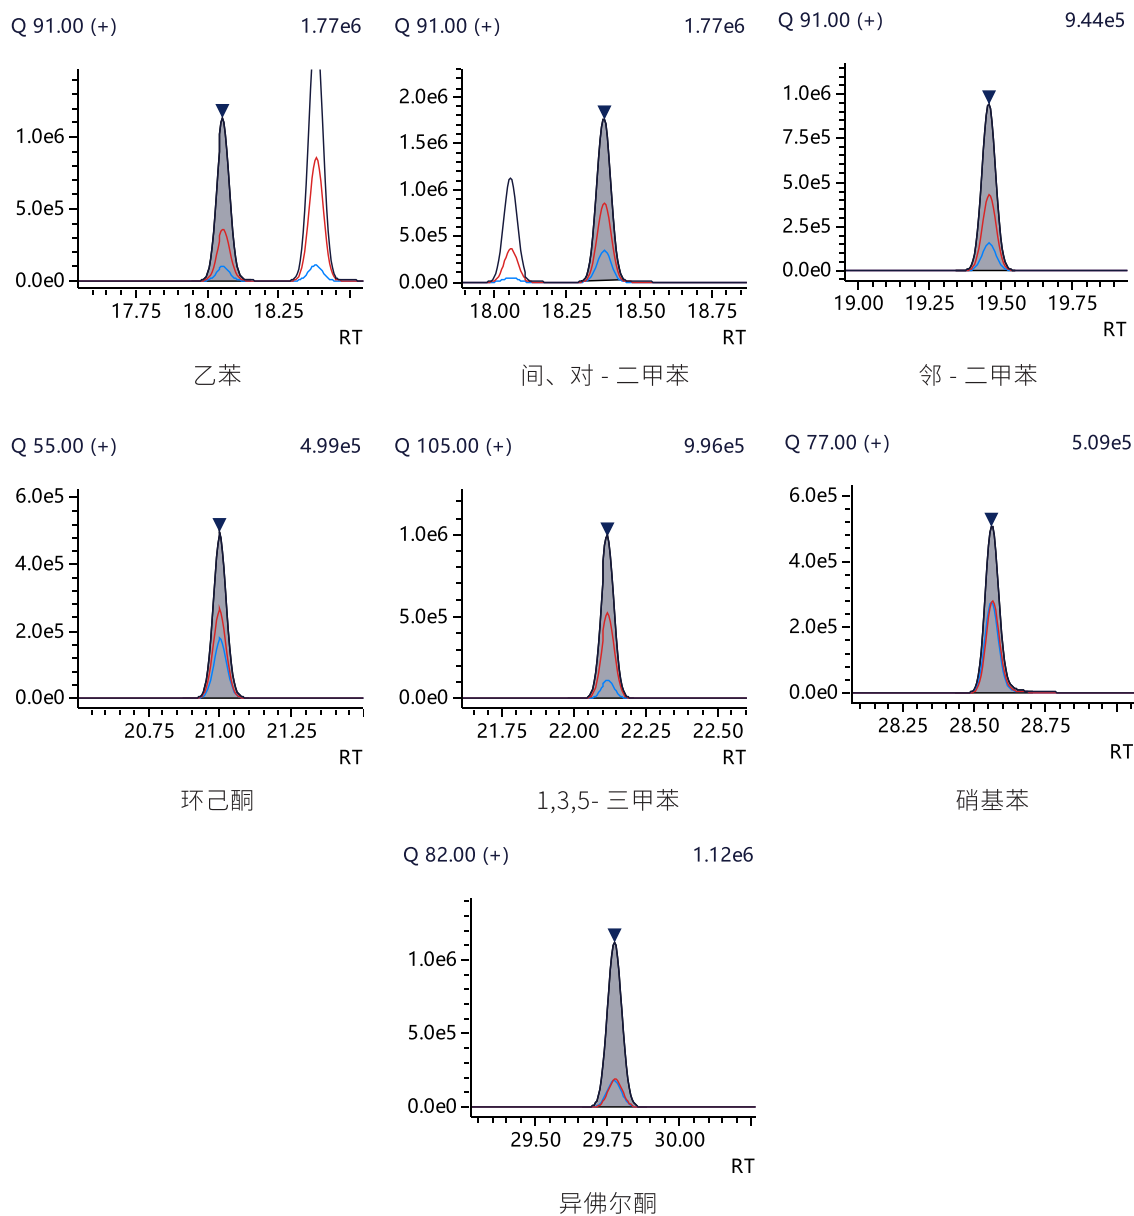 Q 91.00 (+) 1.77e6
1.0e6
5.0e5
0.0e0
17.75 18.00 18.25
RT
乙苯
Q 91.00 (+) 1.77e6
2.0e6
1.5e6
1.0e6
5.0e5
0.0e0
18.00 18.25 18.50 18.75
RT
间、对 - 二甲苯
Q 91.00 (+) 9.44e5
1.0e6
7.5e5
5.0e5
2.5e5
0.0e0
19.00 19.25 19.50 19.75
RT
邻 - 二甲苯
Q 55.00 (+) 4.99e5
6.0e5
4.0e5
2.0e5
0.0e0
20.75 21.00 21.25
RT
环己酮
Q 105.00 (+) 9.96e5
1.0e6
5.0e5
0.0e0
21.75 22.00 22.25 22.50
RT
1,3,5- 三甲苯
Q 77.00 (+) 5.09e5
6.0e5
4.0e5
2.0e5
0.0e0
28.25 28.50 28.75
RT
硝基苯
Q 82.00 (+) 1.12e6
1.0e6
5.0e5
0.0e0
29.50 29.75 30.00
RT
异佛尔酮